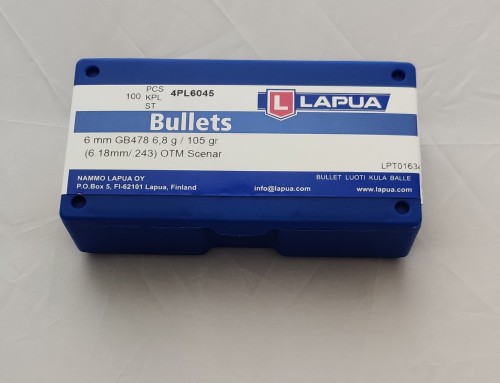 100 PCS KPL ST 4PL6045
L LAPUA
Bullets
6 mm GB478 6,8 g / 105 gr
(6.18mm/.243) OTM Scenar
LPT0163
NAMMO LAPUA OY
BULLET LUOTI KULA BALLE
P.O.Box 5, FI-62101 Lapua, Finland
info@lapua.com
www.lapua.com